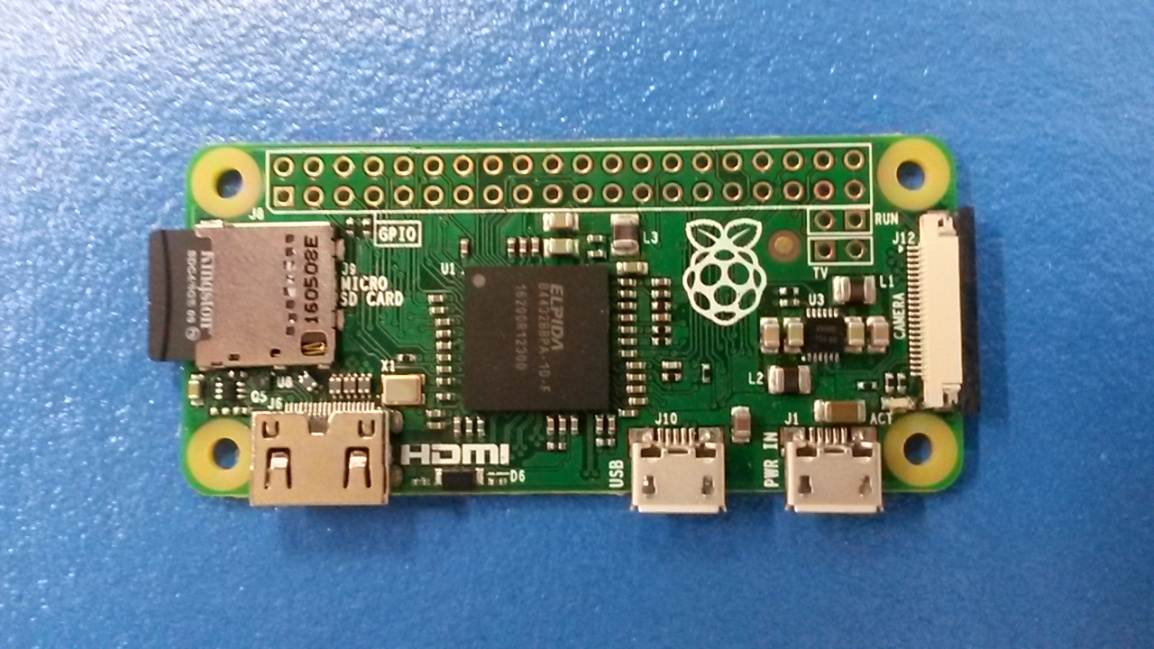 J8
GPIO
RUN
TV
J12
CAMERA
L3
L1
L2
U3
U1
J9
MICRO
SD CARD
Kingston
160508E
ELPIDA
X1
U8
Q5
J6
HDMI
D6
J10
USB
J1
PWR IN
ACT